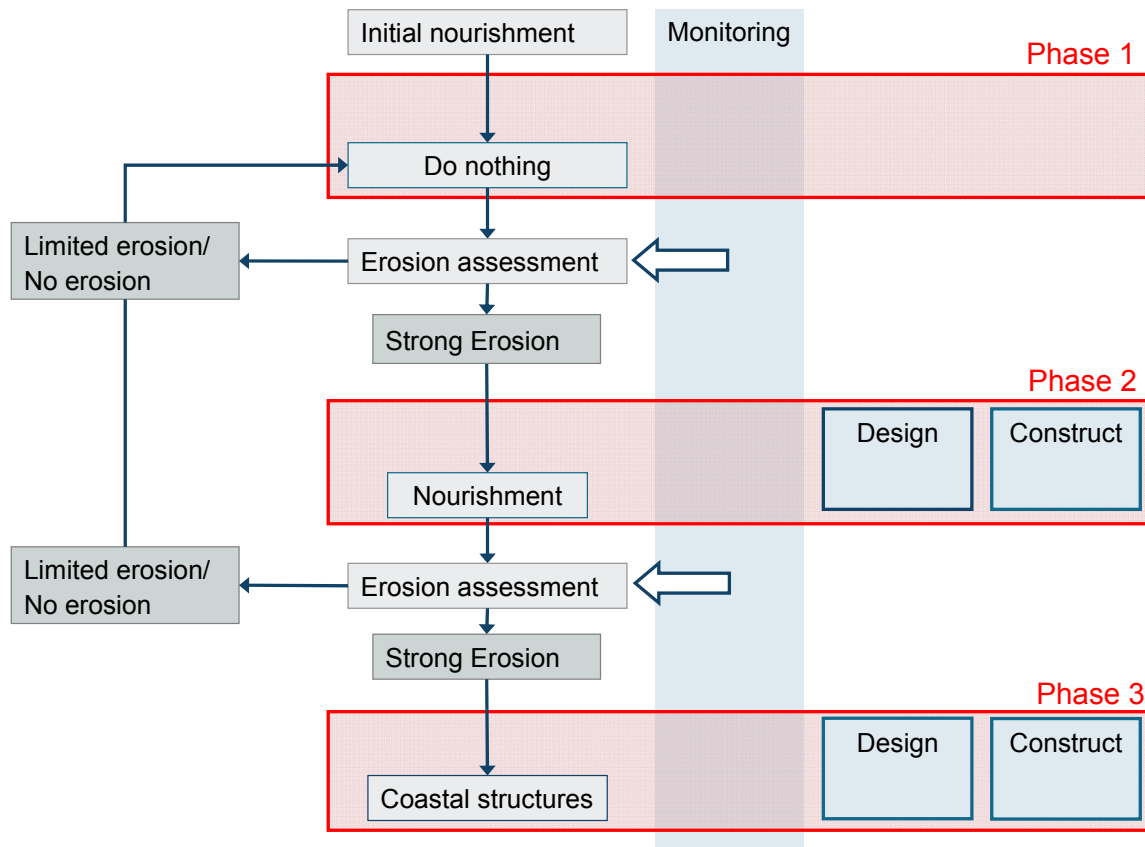 Initial nourishment
Monitoring
Phase 1
Do nothing
Limited erosion/
No erosion
Erosion assessment
Strong Erosion
Phase 2
Design
Construct
Nourishment
Limited erosion/
No erosion
Erosion assessment
Strong Erosion
Phase 3
Design
Construct
Coastal structures